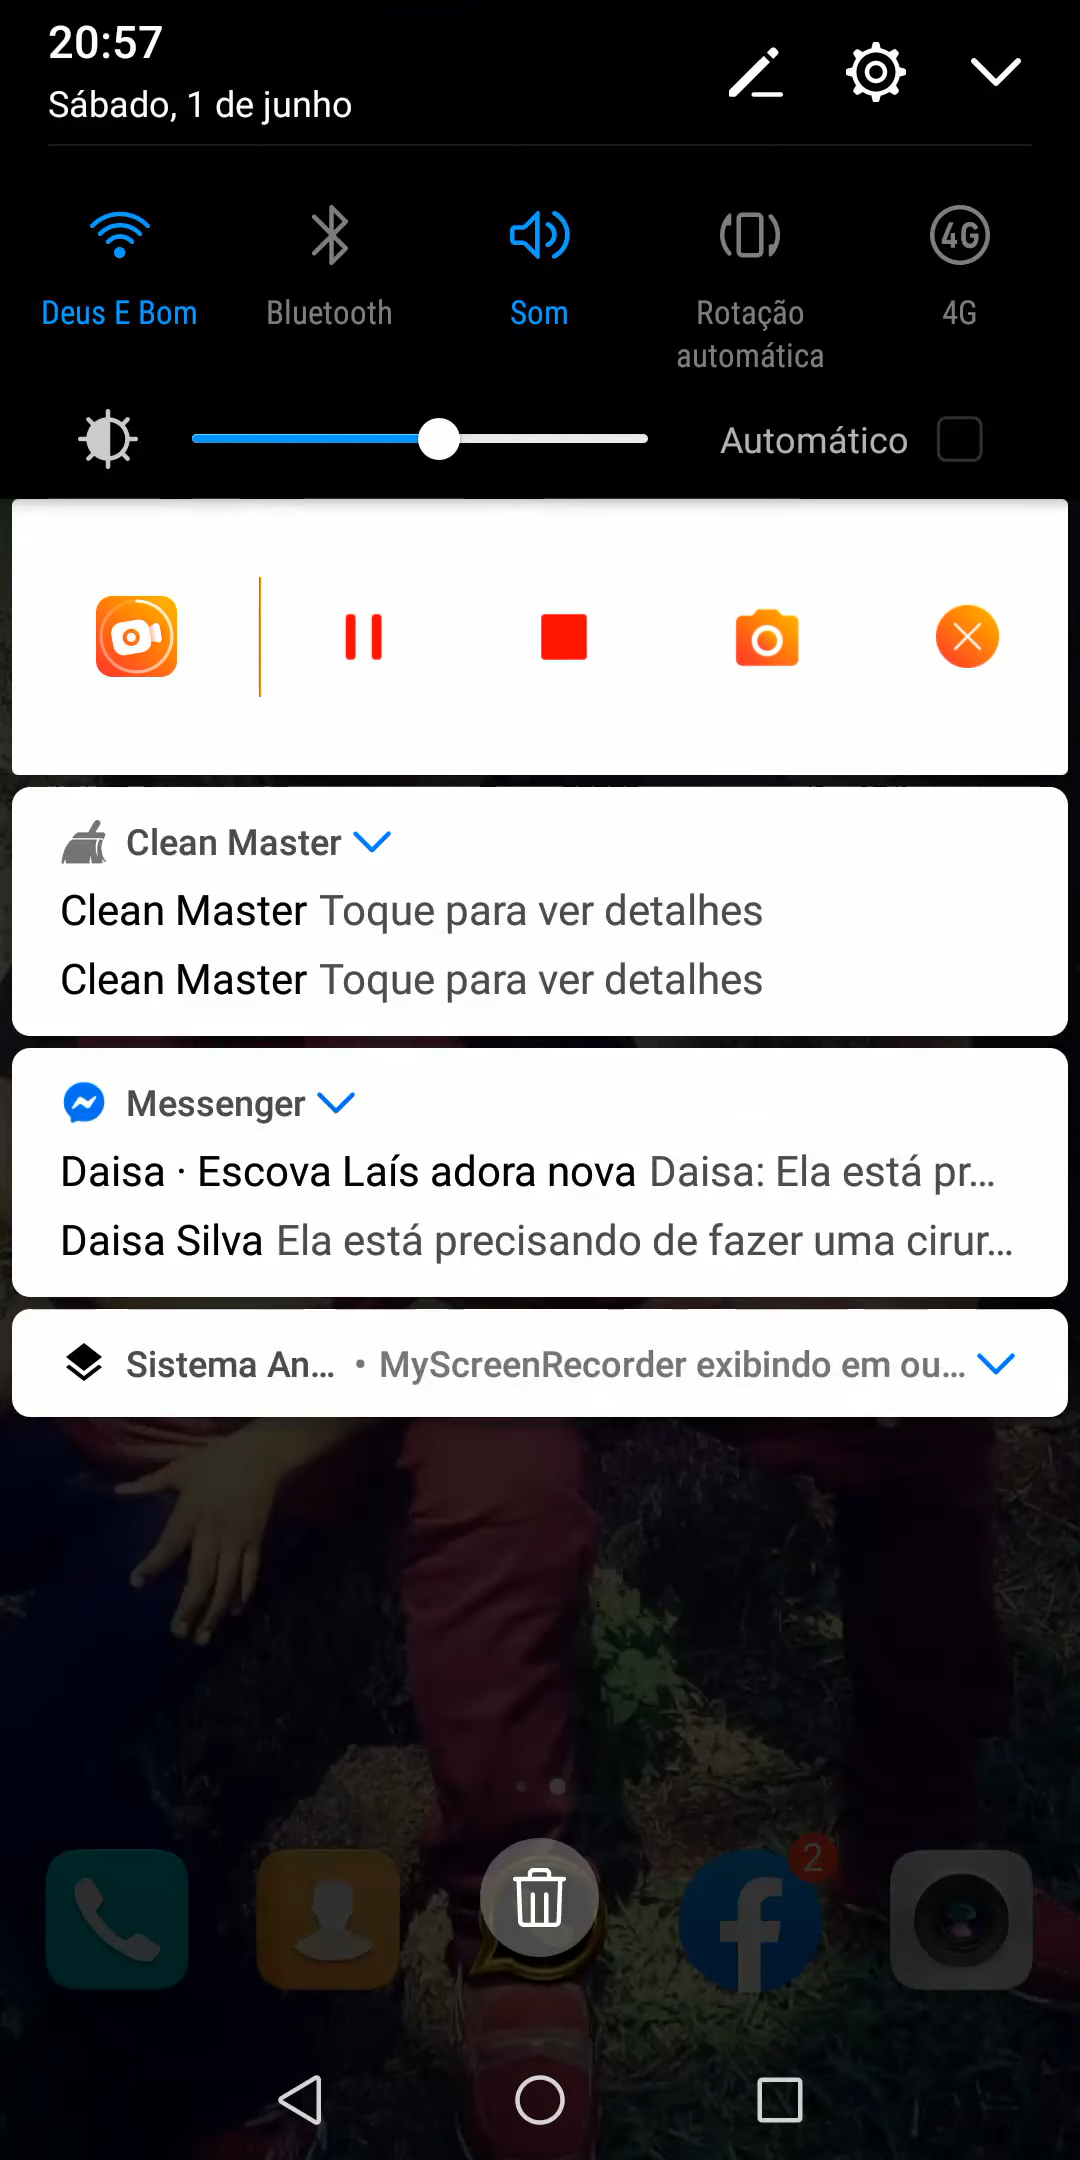 20:57
Sábado, 1 de junho
Deus E Bom
Bluetooth
Som
Rotação
automática
4G
4G
Automático
Clean Master
Clean Master Toque para ver detalhes
Clean Master Toque para ver detalhes
Messenger
Daisa · Escova Laís adora nova Daisa: Ela está pr...
Daisa Silva Ela está precisando de fazer uma cirur...
Sistema An... • MyScreenRecorder exibindo em ou...
2